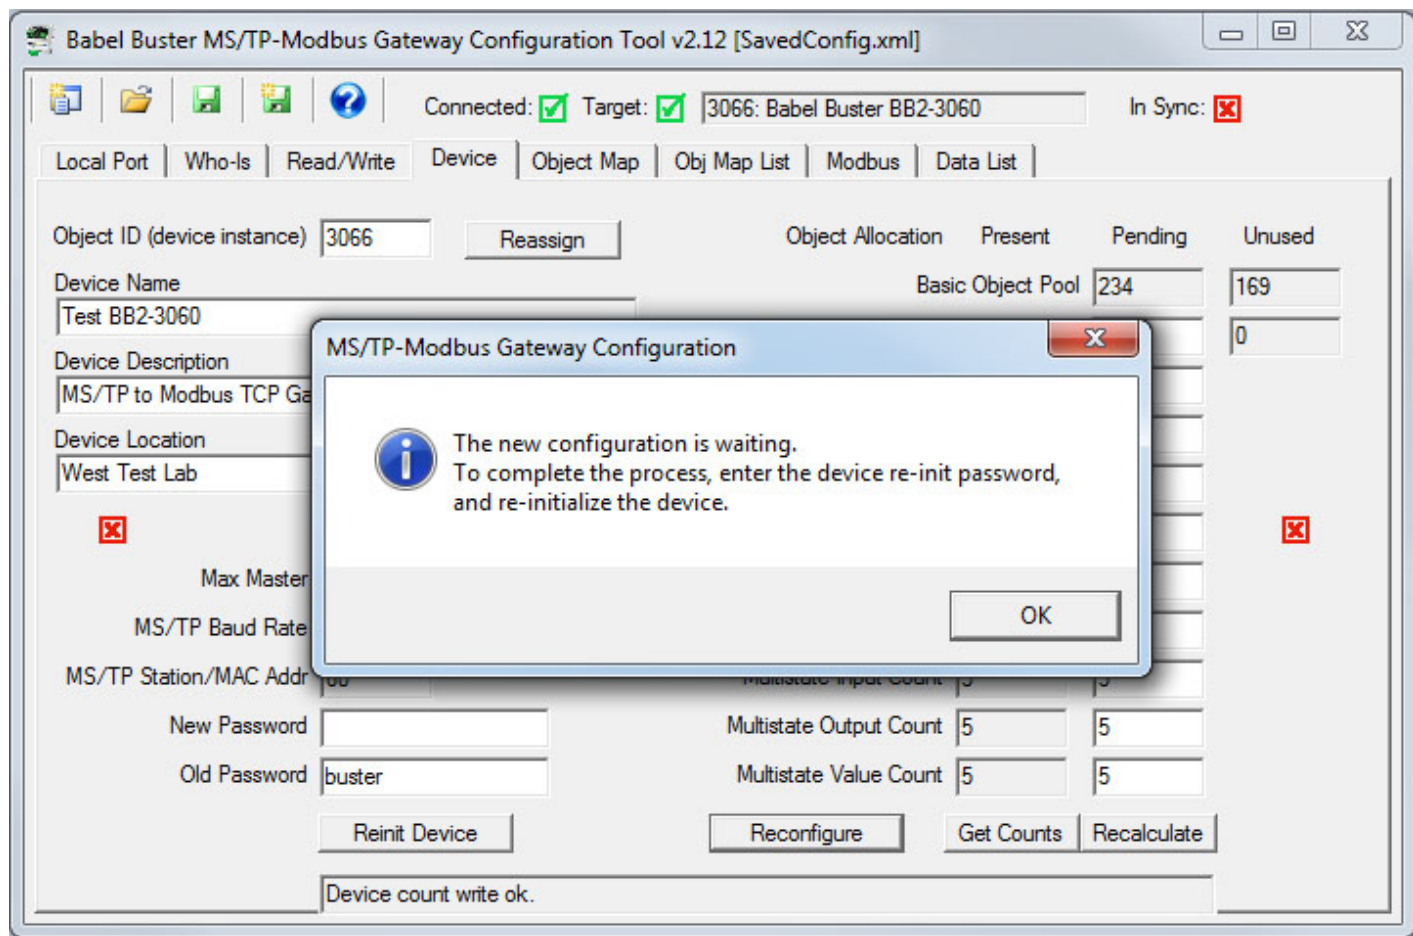 Babel Buster MS/TP-Modbus Gateway Configuration Tool v2.12 [SavedConfig.xml]
Connected: Target: 3066: Babel Buster BB2-3060 In Sync:
Local Port Who-Is Read/Write Device Object Map Obj Map List Modbus Data List
Object ID (device instance) 3066 Reassign Object Allocation Present Pending Unused
Device Name Basic Object Pool 234 169
Test BB2-3060 0
MS/TP-Modbus Gateway Configuration
Device Description
MS/TP to Modbus TCP Ga
Device Location
West Test Lab
The new configuration is waiting.
To complete the process, enter the device re-init password,
and re-initialize the device.
Max Master
OK
MS/TP Baud Rate
MS/TP Station/MAC Addr Multistate Input Count 5 5
New Password Multistate Output Count 5 5
Old Password buster Multistate Value Count 5 5
Reinit Device Reconfigure Get Counts Recalculate
Device count write ok.